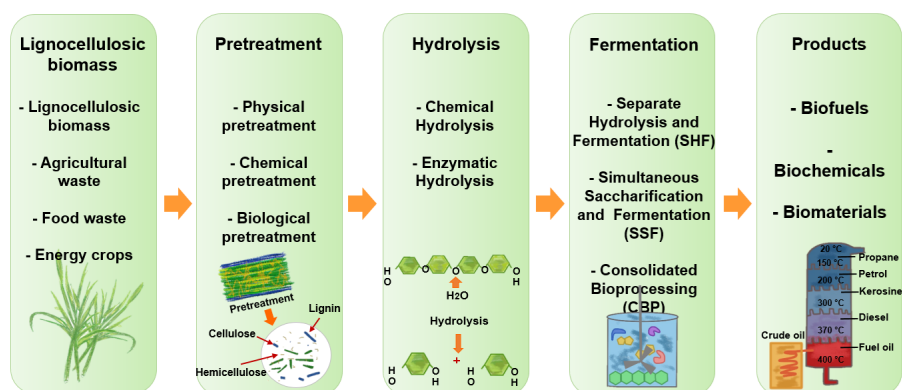 Lignocellulosic
biomass
- Lignocellulosic
biomass
- Agricultural
waste
- Food waste
- Energy crops
Pretreatment
- Physical
pretreatment
- Chemical
pretreatment
- Biological
pretreatment
Pretreatment
Lignin
Cellulose
Hemicellulose
Hydrolysis
- Chemical
Hydrolysis
- Enzymatic
Hydrolysis
H
O
O
O
O
O
H
H2O
Hydrolysis
+
H
O
O
H
H
O
O
H
Fermentation
- Separate
Hydrolysis and
Fermentation (SHF)
- Simultaneous
Saccharification
and Fermentation
(SSF)
- Consolidated
Bioprocessing
(CBP)
Products
- Biofuels
-
Biochemicals
- Biomaterials
20 °C
Propane
150 °C
Petrol
200 °C
Kerosine
300 °C
Diesel
370 °C
Crude oil
Fuel oil
400 °C